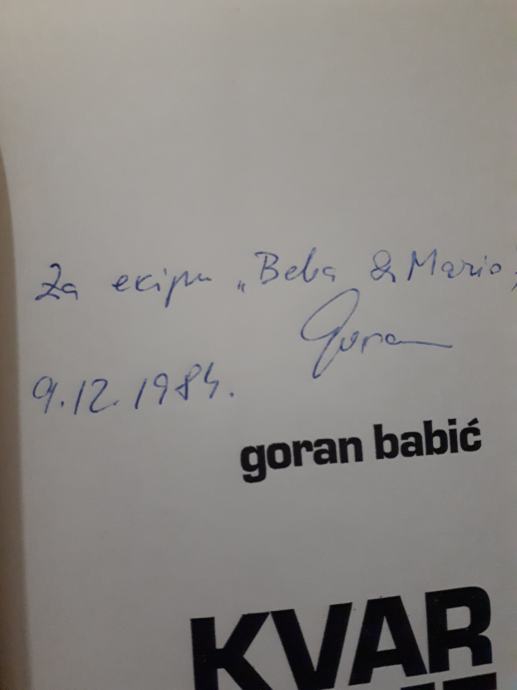 Za ekipu „Beba & Mario,
Goran
9.12.1984.
goran babić
KVAR